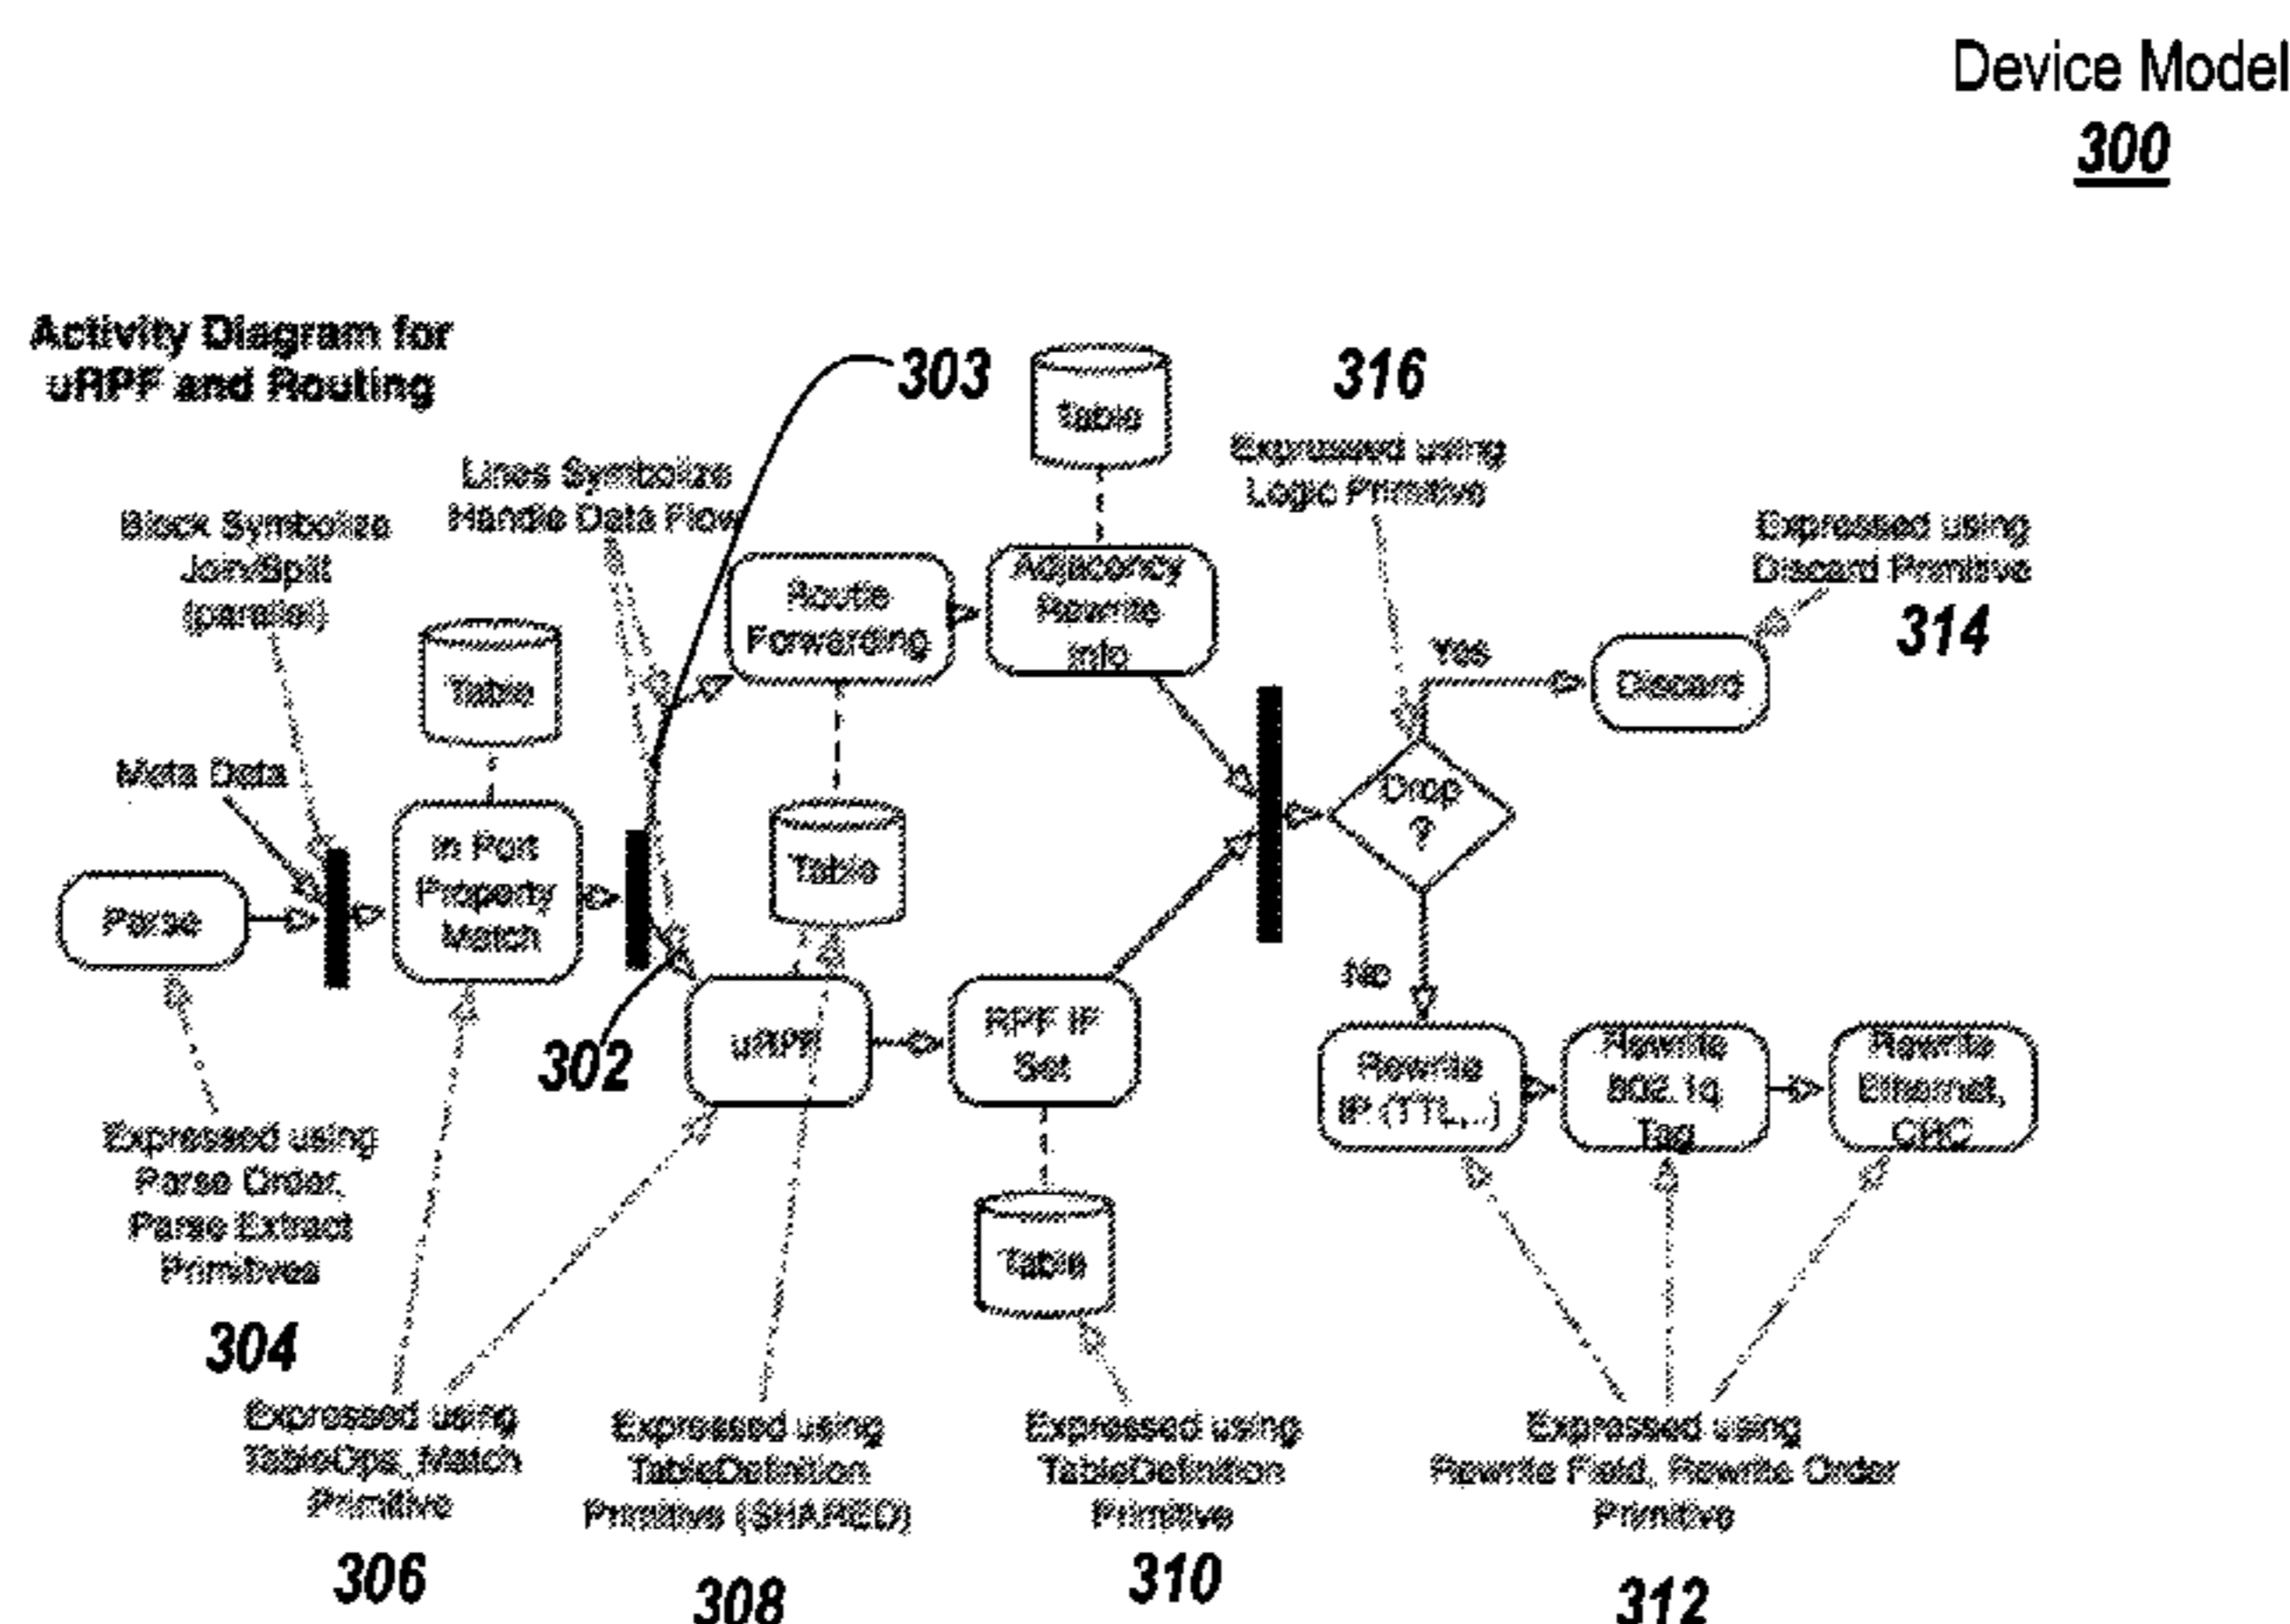 Device Model
300
Activity Diagram for
uRPF and Routing
303
Table
316
Expressed using
Logic Primitive
Lines Symbolize
Handle Data Flow
Block Symbolize
Join/Split
(parallel)
Expressed using
Discard Primitive
314
Route
Forwarding
Adjacency
Rewrite
Info
Yes
Discard
Table
Meta Data
Drop
?
In Port
Property
Match
Table
Parse
No
302
uRPF
RPF IF
Set
Rewrite
IP (TTL,..)
Rewrite
802.1q
Tag
Rewrite
Ethernet,
CRC
Expressed using
Parse Order,
Parse Extract
Primitives
304
Table
Expressed using
TableOps, Match
Primitive
306
Expressed using
TableDefinition
Primitive (SHARED)
308
Expressed using
TableDefinition
Primitive
310
Expressed using
Rewrite Field, Rewrite Order
Primitive
312